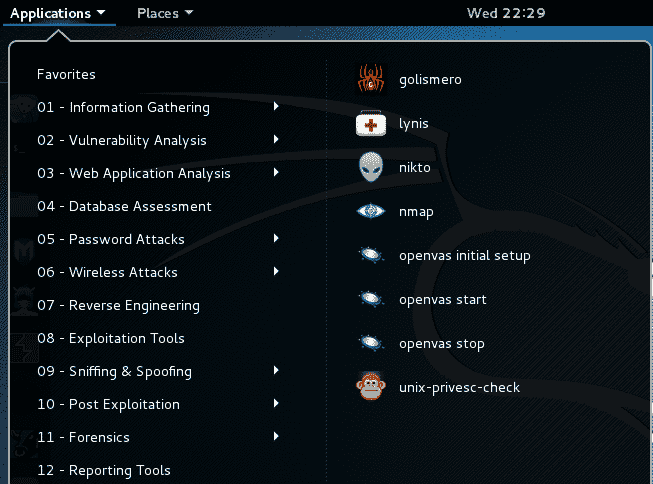 Applications Places Wed 22:29
Favorites
01 - Information Gathering
02 - Vulnerability Analysis
03 - Web Application Analysis
04 - Database Assessment
05 - Password Attacks
06 - Wireless Attacks
07 - Reverse Engineering
08 - Exploitation Tools
09 - Sniffing & Spoofing
10 - Post Exploitation
11 - Forensics
12 - Reporting Tools
golismero
lynis
nikto
nmap
openvas initial setup
openvas start
openvas stop
unix-privesc-check